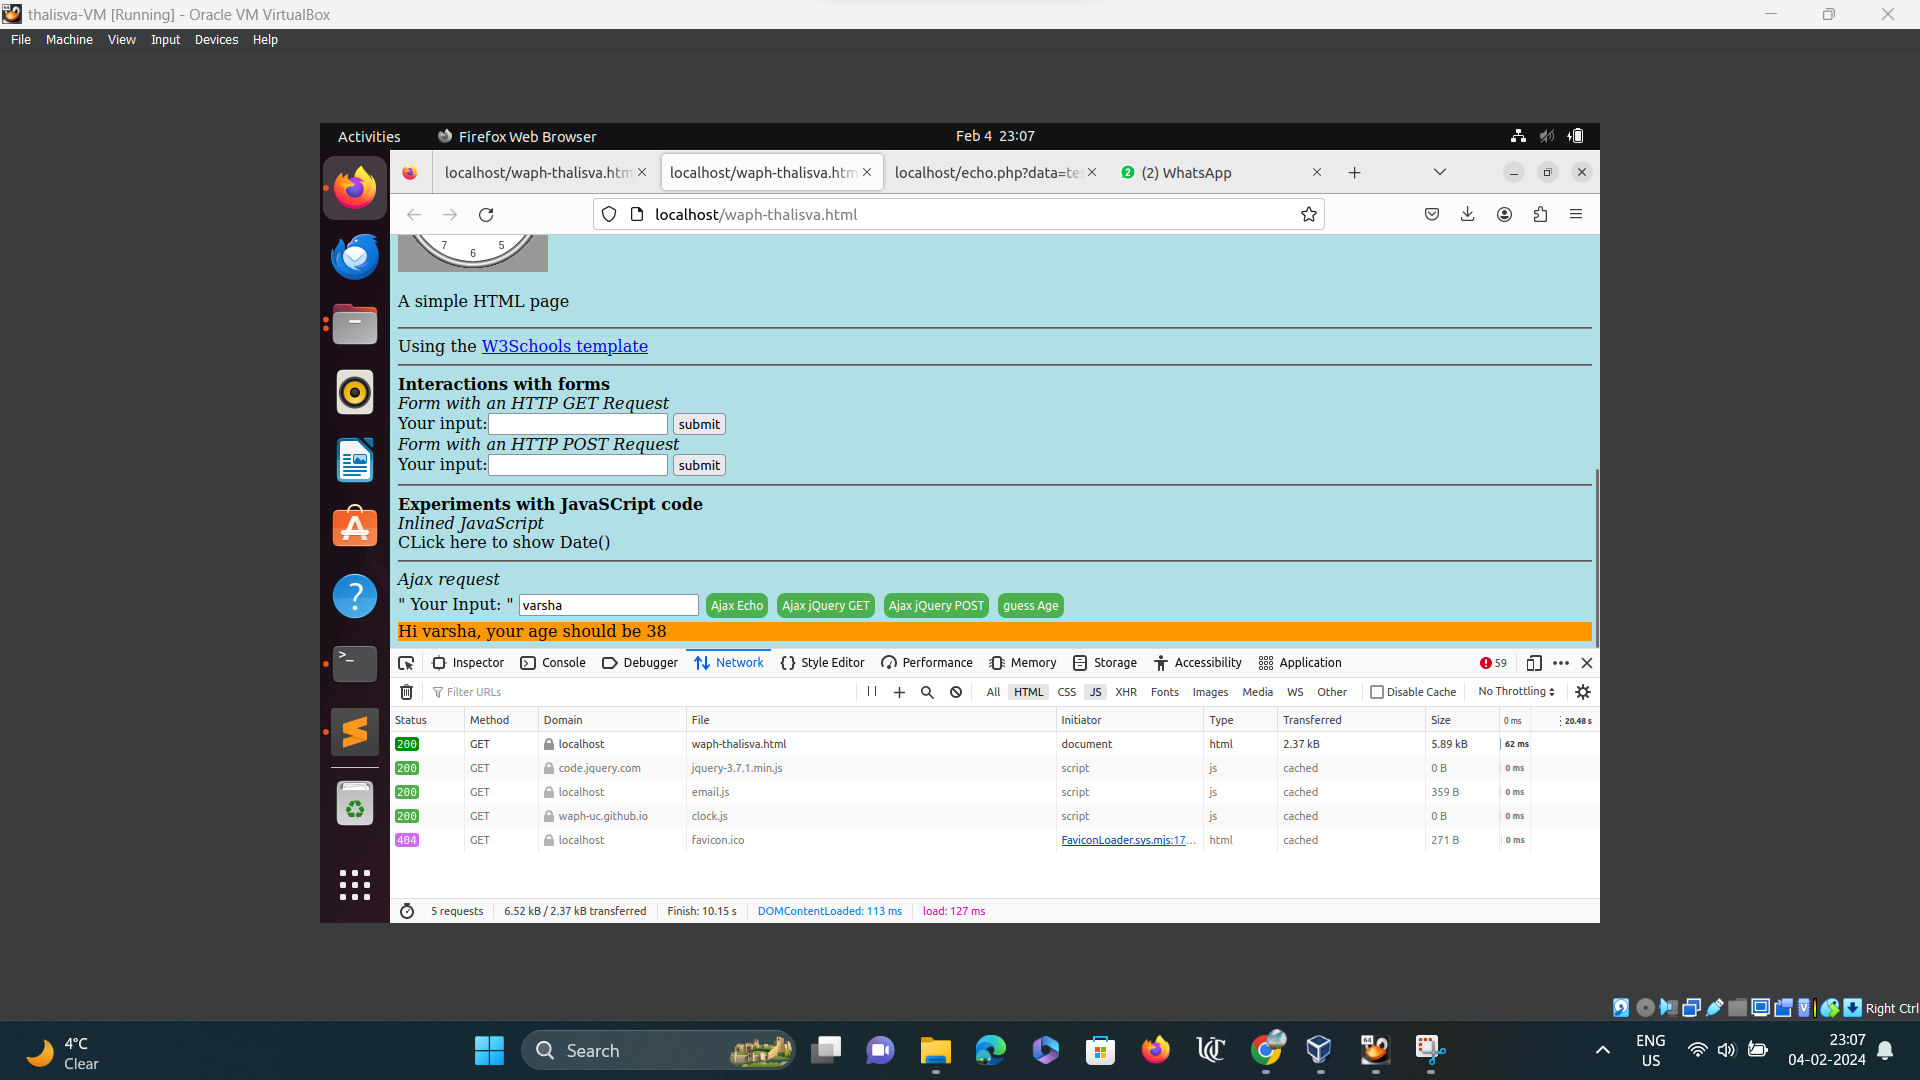 thalisva-VM [Running] - Oracle VM VirtualBox
File Machine View Input Devices Help
Activities Firefox Web Browser Feb 4 23:07
localhost/waph-thalisva.htm localhost/waph-thalisva.htm localhost/echo.php?data=tes (2) WhatsApp
localhost/waph-thalisva.html
7 6 5
A simple HTML page
Using the W3Schools template
Interactions with forms
Form with an HTTP GET Request
Your input: submit
Form with an HTTP POST Request
Your input: submit
Experiments with JavaSCript code
Inlined JavaScript
CLick here to show Date()
Ajax request
" Your Input: " varsha Ajax Echo Ajax jQuery GET Ajax jQuery POST guess Age
Hi varsha, your age should be 38
Inspector Console Debugger Network Style Editor Performance Memory Storage Accessibility Application 59
Filter URLs All HTML CSS JS XHR Fonts Images Media WS Other Disable Cache No Throttling
Status Method Domain File Initiator Type Transferred Size 0 ms 20.48 s
200 GET localhost waph-thalisva.html document html 2.37 kB 5.89 kB 62 ms
200 GET code.jquery.com jquery-3.7.1.min.js script js cached 0 B 0 ms
200 GET localhost email.js script js cached 359 B 0 ms
200 GET waph-uc.github.io clock.js script js cached 0 B 0 ms
404 GET localhost favicon.ico FaviconLoader.sys.mjs:17... html cached 271 B 0 ms
5 requests 6.52 kB / 2.37 kB transferred Finish: 10.15 s DOMContentLoaded: 113 ms load: 127 ms
Right Ctrl
4°C
Clear
Search
ENG
US
23:07
04-02-2024